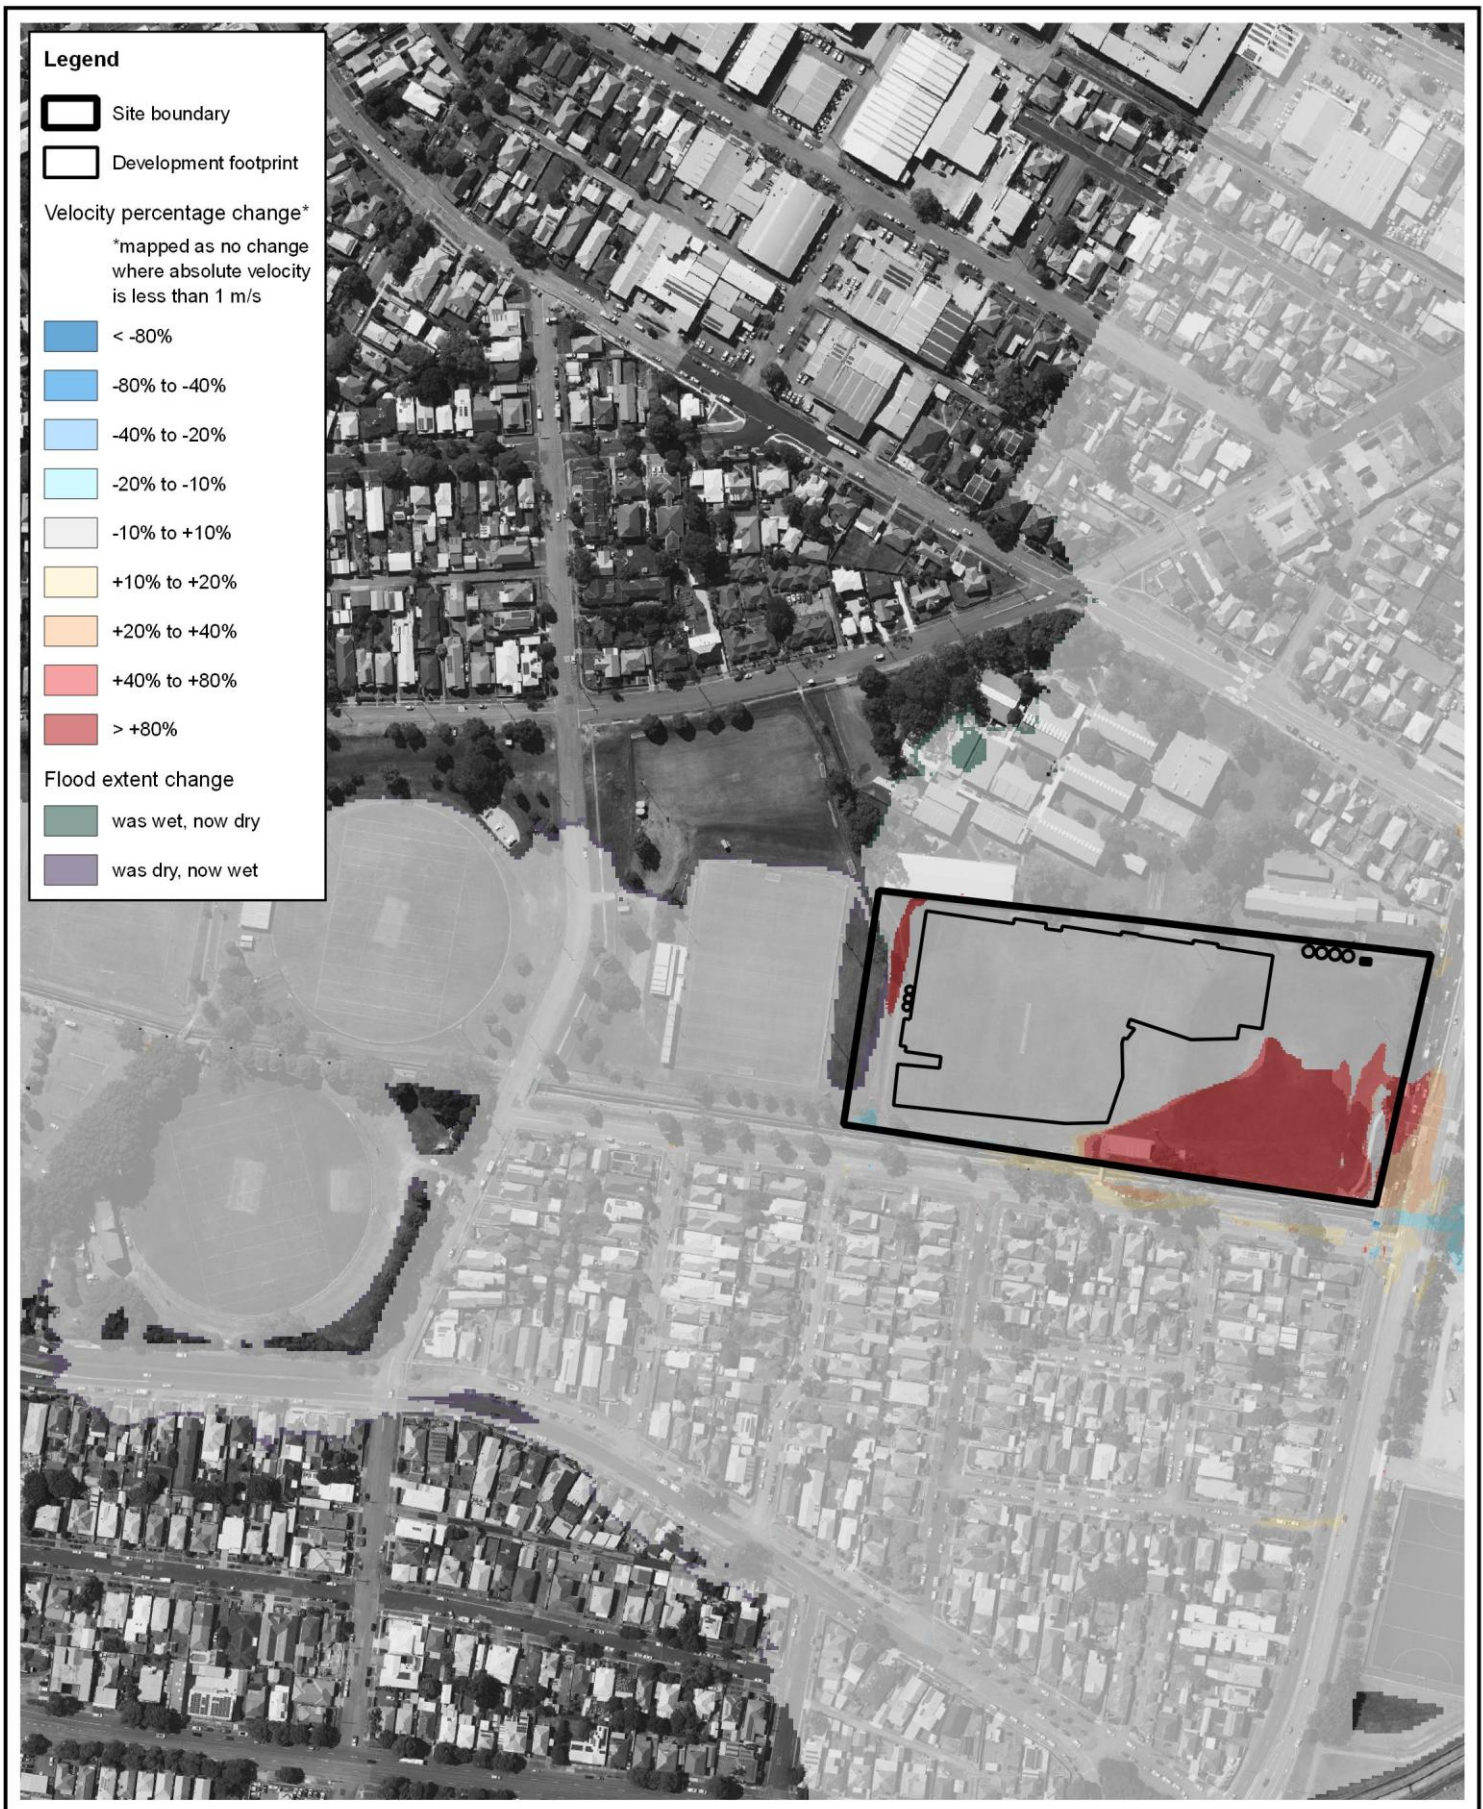 Legend
Site boundary
Development footprint
Velocity percentage change*
*mapped as no change
where absolute velocity
is less than 1 m/s
< -80%
-80% to -40%
-40% to -20%
-20% to -10%
-10% to +10%
+10% to +20%
+20% to +40%
+40% to +80%
> +80%
Flood extent change
was wet, now dry
was dry, now wet